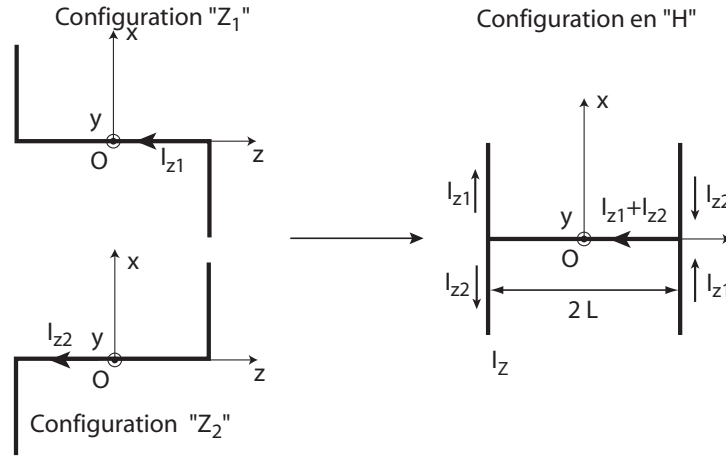 Configuration "Z1"
x
y
O
Iz1
z
x
Iz2
y
O
z
Configuration "Z2"
Configuration en "H"
x
Iz1
y
Iz1+Iz2
Iz2
O
Iz2
Iz1
2 L
IZ